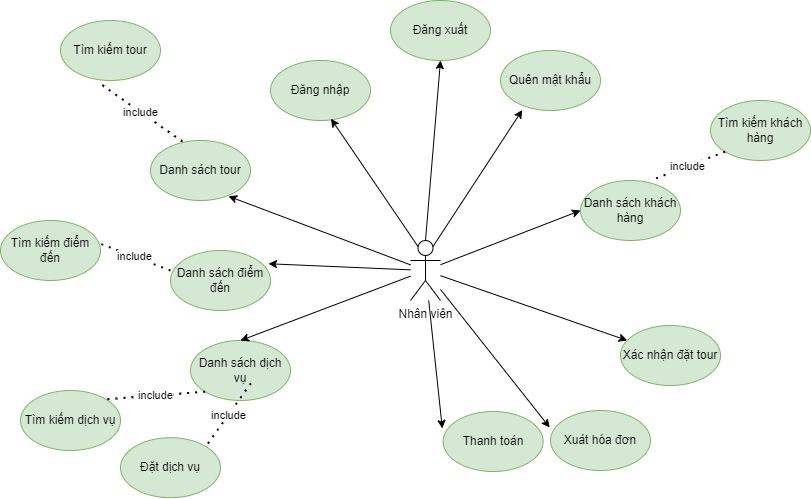 Đăng xuất
Tìm kiếm tour
Quên mật khẩu
Đăng nhập
include
Tìm kiếm khách
hàng
Danh sách tour
include
Danh sách khách
hàng
Tìm kiếm điểm
đến
include
Danh sách điểm
đến
Nhân viên
Danh sách dịch
vụ
Xác nhận đặt tour
include
include
Tìm kiếm dịch vụ
Thanh toán
Xuát hóa đơn
Đặt dịch vụ